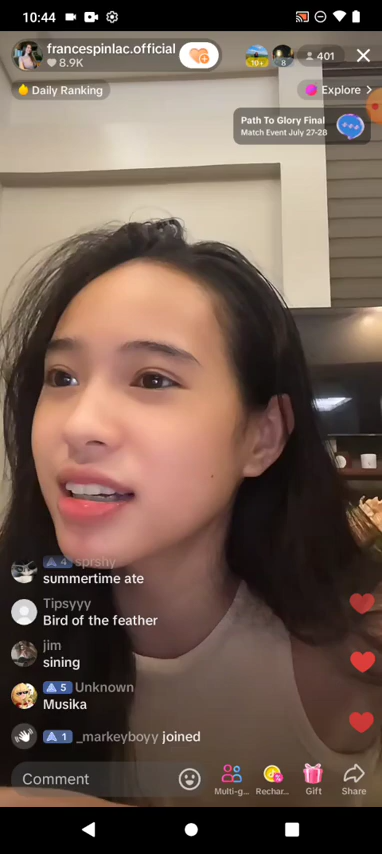 10:44
francespinlac.official
8.9K
10+
8
401
Daily Ranking
Explore >
Path To Glory Final
Match Event July 27-28
4 sprshy
summertime ate
Tipsyyy
Bird of the feather
jim
sining
5 Unknown
Musika
1 _markeyboyy joined
Comment
Multi-g...
Rechar...
Gift
Share